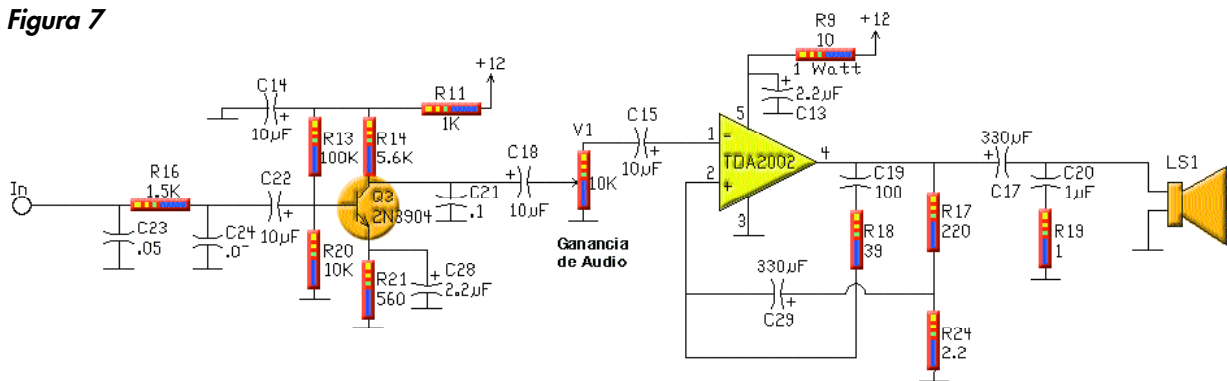 Figura 7
In
R16
1.5K
C23
.05
C24
.0
C14
+
10µF
C22
+
10µF
R13
100K
R14
5.6K
R11
1K
+12
Q3
2N3904
R20
10K
R21
560
+
C28
2.2µF
C21
.1
C18
+
10µF
V1
10K
Ganancia
de Audio
C15
+
10µF
R9
10
1 Watt
+12
+
2.2µF
C13
5
1
-
TDA2002
2
+
3
4
C19
100
R18
39
R17
220
330µF
+
C17
C20
1µF
R19
1
LS1
330µF
+
C29
R24
2.2